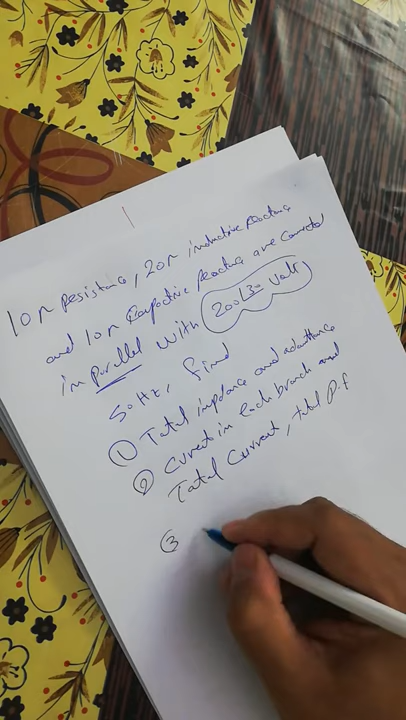 10Ω Resistance, 20Ω inductive Reactance
and 10Ω Capacitive Reactance are connected
in Parallel with 200∠30 Volt
50Hz, find
① Total impedance and admittance
② Current in each branch and
Total Current, total P.f
③